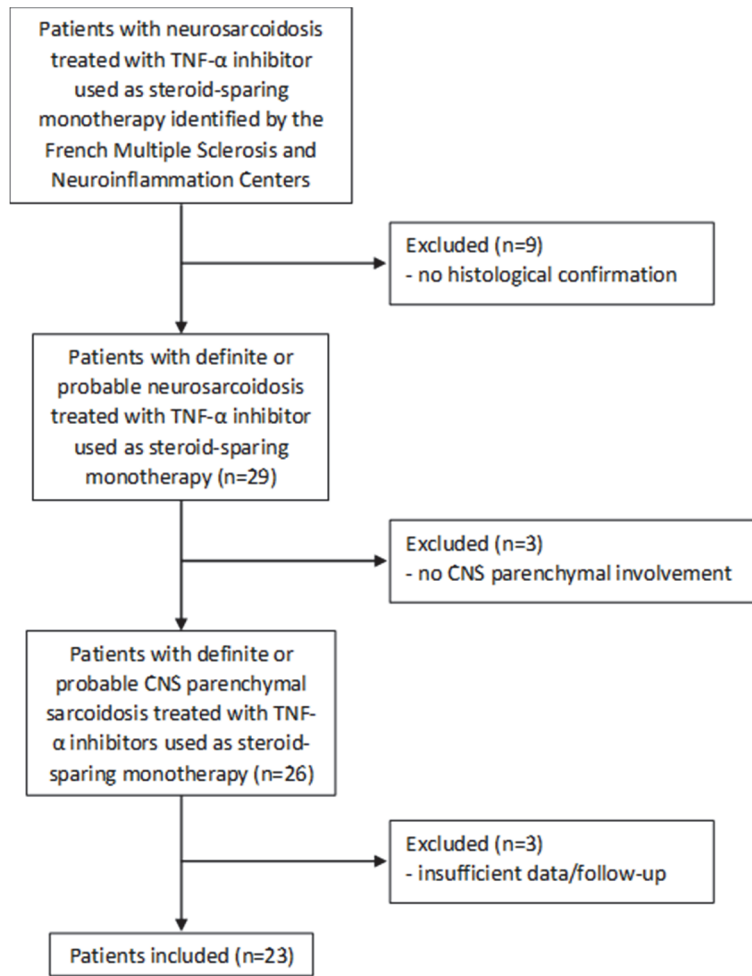 Patients with neurosarcoidosis
treated with TNF-α inhibitor
used as steroid-sparing
monotherapy identified by the
French Multiple Sclerosis and
Neuroinflammation Centers
Excluded (n=9)
- no histological confirmation
Patients with definite or
probable neurosarcoidosis
treated with TNF-α inhibitor
used as steroid-sparing
monotherapy (n=29)
Excluded (n=3)
- no CNS parenchymal involvement
Patients with definite or
probable CNS parenchymal
sarcoidosis treated with TNF-
α inhibitors used as steroid-
sparing monotherapy (n=26)
Excluded (n=3)
- insufficient data/follow-up
Patients included (n=23)